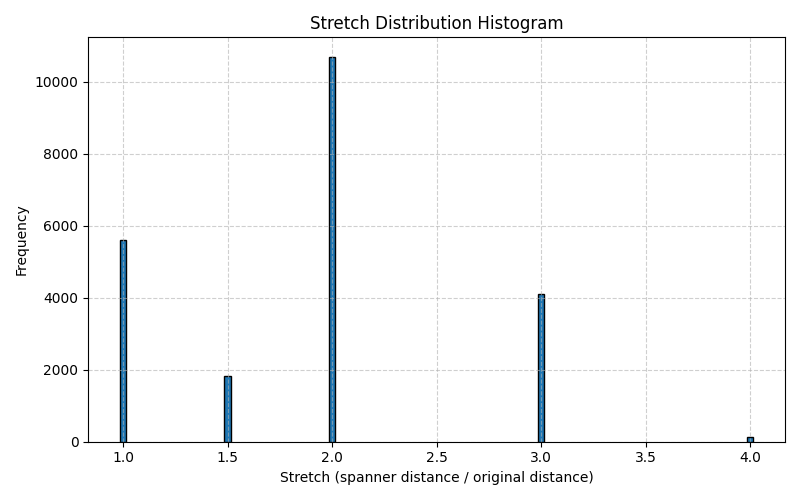 Stretch Distribution Histogram
10000
8000
6000
4000
2000
0
Frequency
1.0 1.5 2.0 2.5 3.0 3.5 4.0
Stretch (spanner distance / original distance)